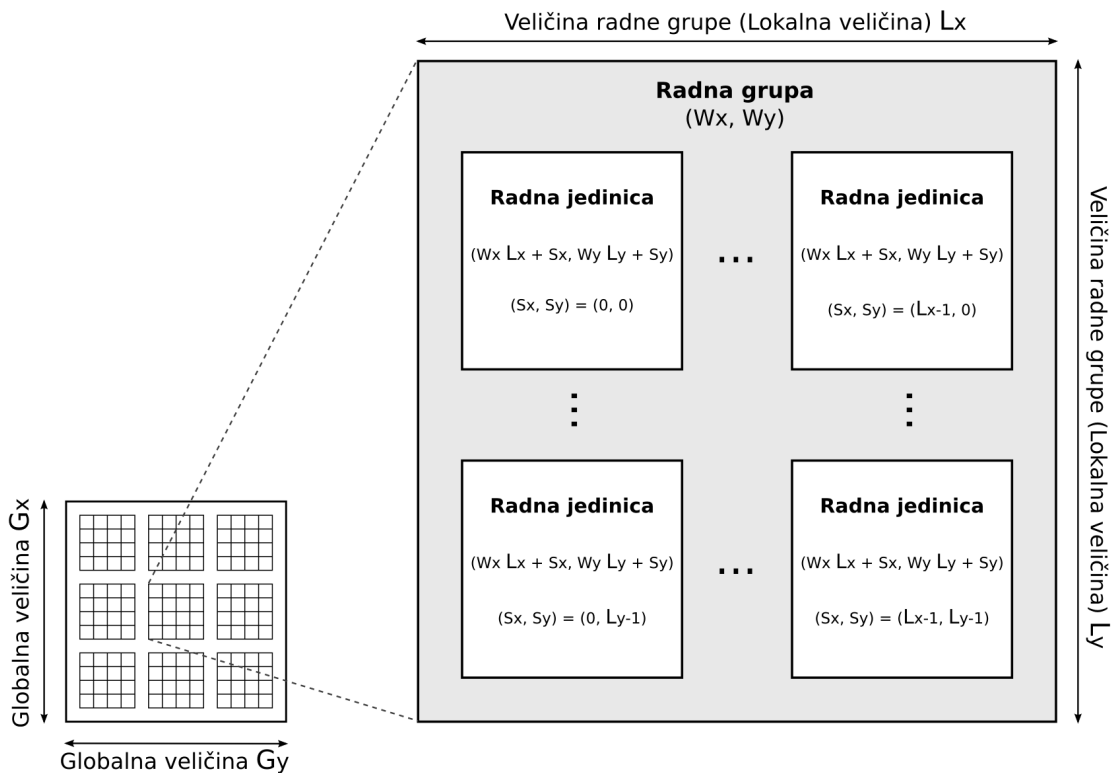 Veličina radne grupe (Lokalna veličina) Lx
Radna grupa
(Wx, Wy)
Radna jedinica
(Wx Lx + Sx, Wy Ly + Sy)
(Sx, Sy) = (0, 0)
...
Radna jedinica
(Wx Lx + Sx, Wy Ly + Sy)
(Sx, Sy) = (Lx-1, 0)
...
...
Radna jedinica
(Wx Lx + Sx, Wy Ly + Sy)
(Sx, Sy) = (0, Ly-1)
...
Radna jedinica
(Wx Lx + Sx, Wy Ly + Sy)
(Sx, Sy) = (Lx-1, Ly-1)
Veličina radne grupe (Lokalna veličina) Ly
Globalna veličina Gx
Globalna veličina Gy